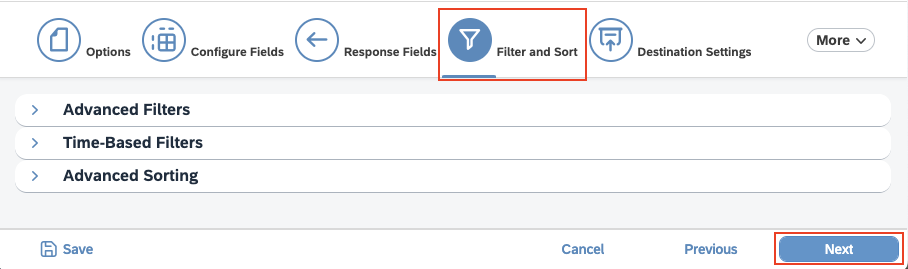 Options
Configure Fields
Response Fields
Filter and Sort
Destination Settings
More
Advanced Filters
Time-Based Filters
Advanced Sorting
Save
Cancel
Previous
Next